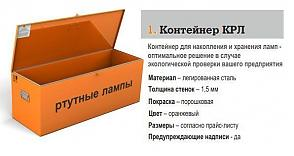 1. Контейнер КРЛ
Контейнер для накопления и хранения ламп -
оптимальное решение в случае
экологической проверки вашего предприятия
Материал – легированная сталь
Толщина стенок – 1,5 мм
Покраска – порошковая
Цвет – оранжевый
Размеры – согласно прайс-листу
Предупреждающие надписи - да
ртутные лампы